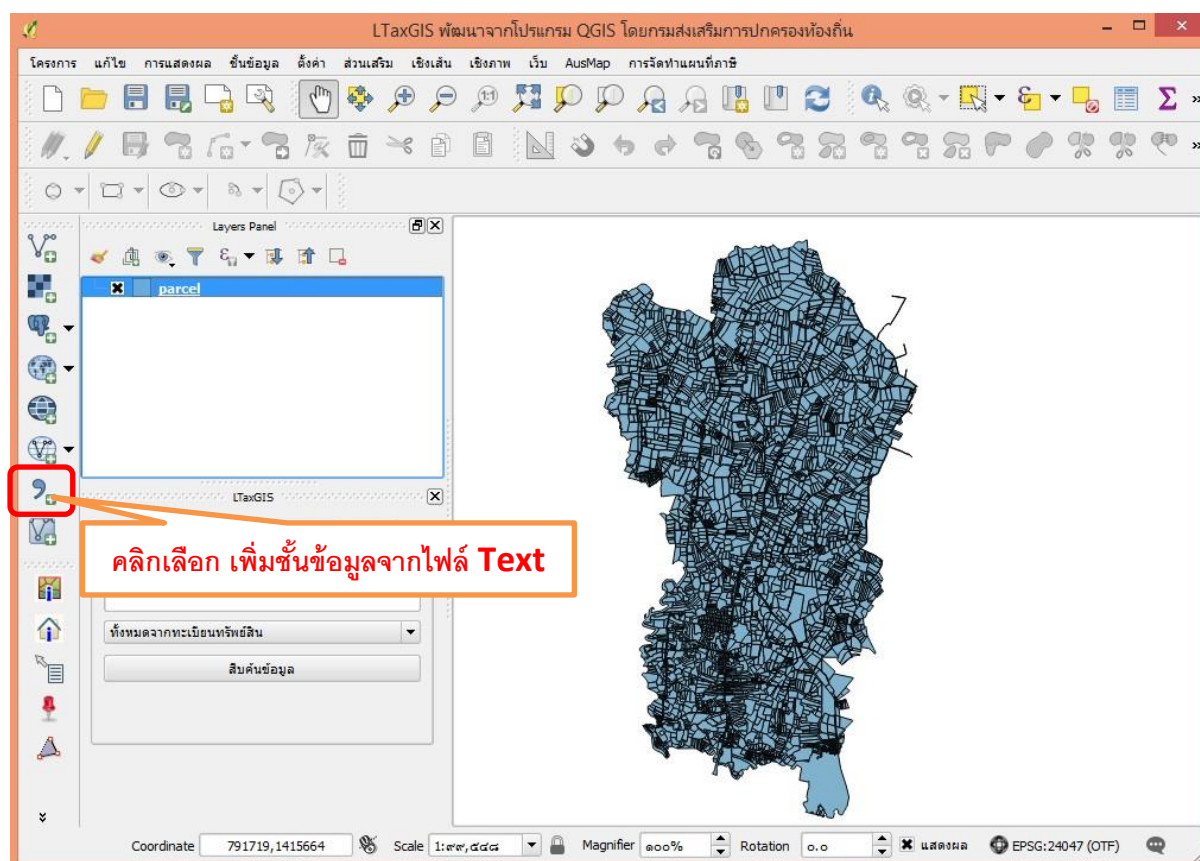 LTaxGIS พัฒนาจากโปรแกรม QGIS โดยกรมส่งเสริมการปกครองท้องถิ่น
โครงการ แก้ไข การแสดงผล ชั้นข้อมูล ตั้งค่า ส่วนเสริม เชิงเส้น เชิงภาพ เว็บ AusMap การจัดทำแผนที่ภาษี
Layers Panel
parcel
LTaxGIS
คลิกเลือก เพิ่มชั้นข้อมูลจากไฟล์ Text
ทั้งหมดจากทะเบียนทรัพย์สิน
สืบค้นข้อมูล
Coordinate 791719,1415664 Scale Magnifier ๑๐๐% Rotation ๐.๐ แสดงผล EPSG:24047 (OTF)